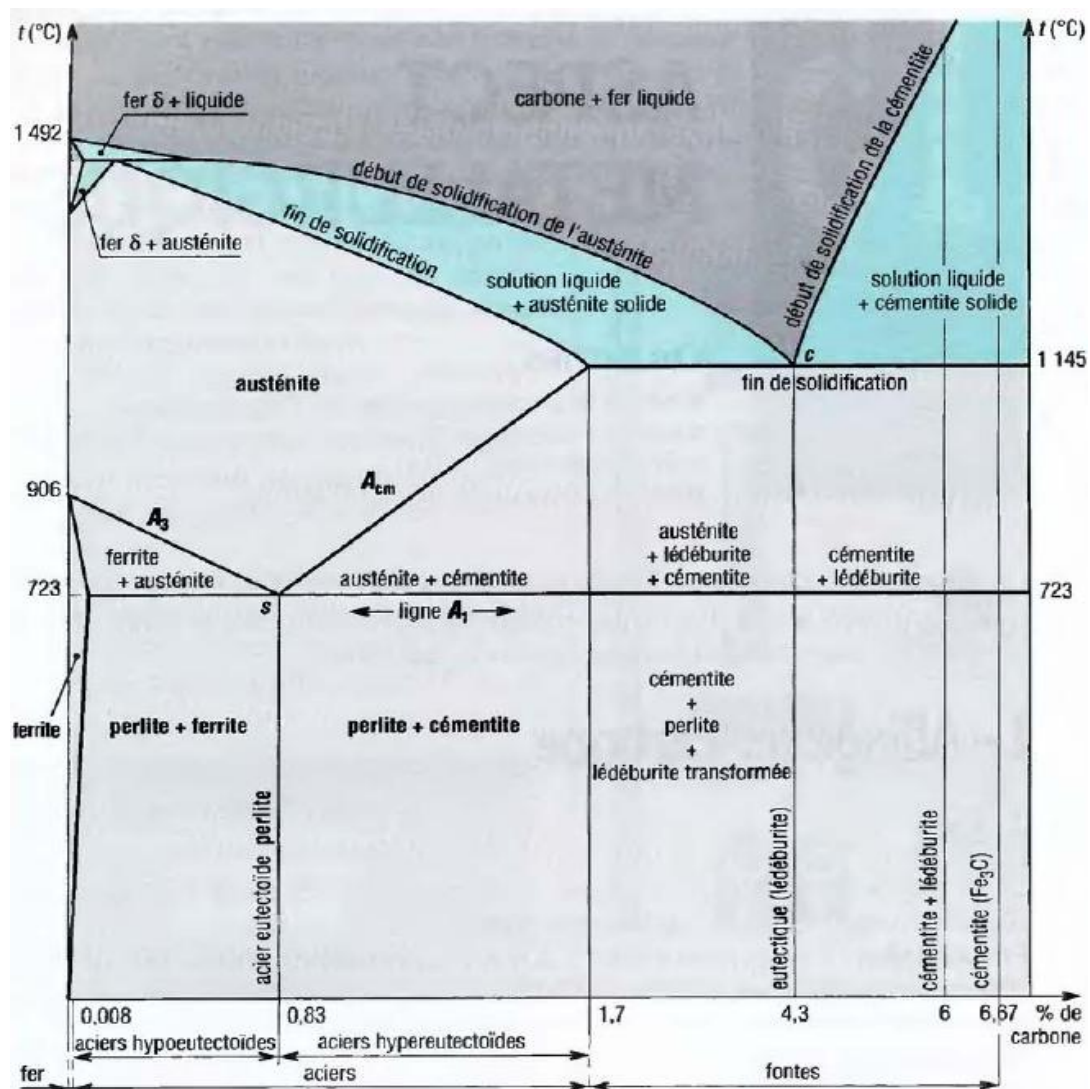 t (°C)
t (°C)
fer δ + liquide
carbone + fer liquide
1 492
début de solidification de l'austénite
début de solidification de la cémentite
fin de solidification
fer δ + austénite
solution liquide
+ austénite solide
solution liquide
+ cémentite solide
c
1 145
fin de solidification
austénite
906
Acm
A3
ferrite
+ austénite
austénite + cémentite
austénite
+ lédéburite
+ cémentite
cémentite
+ lédéburite
723
s
ligne A1
723
ferrite
perlite + ferrite
perlite + cémentite
cémentite
+
perlite
+
lédéburite transformée
acier eutectoïde perlite
eutectique (lédéburite)
cémentite + lédéburite
cémentite (Fe3C)
0,008
0,83
1,7
4,3
6
6,67
% de
carbone
aciers hypoeutectoïdes
aciers hypereutectoïdes
fer
aciers
fontes